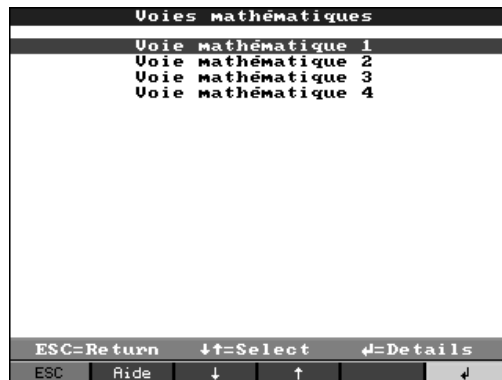 Voies mathématiques
Voie mathématique 1
Voie mathématique 2
Voie mathématique 3
Voie mathématique 4
ESC=Return ↓↑=Select ↲=Details
ESC Aide ↓ ↑ ↲